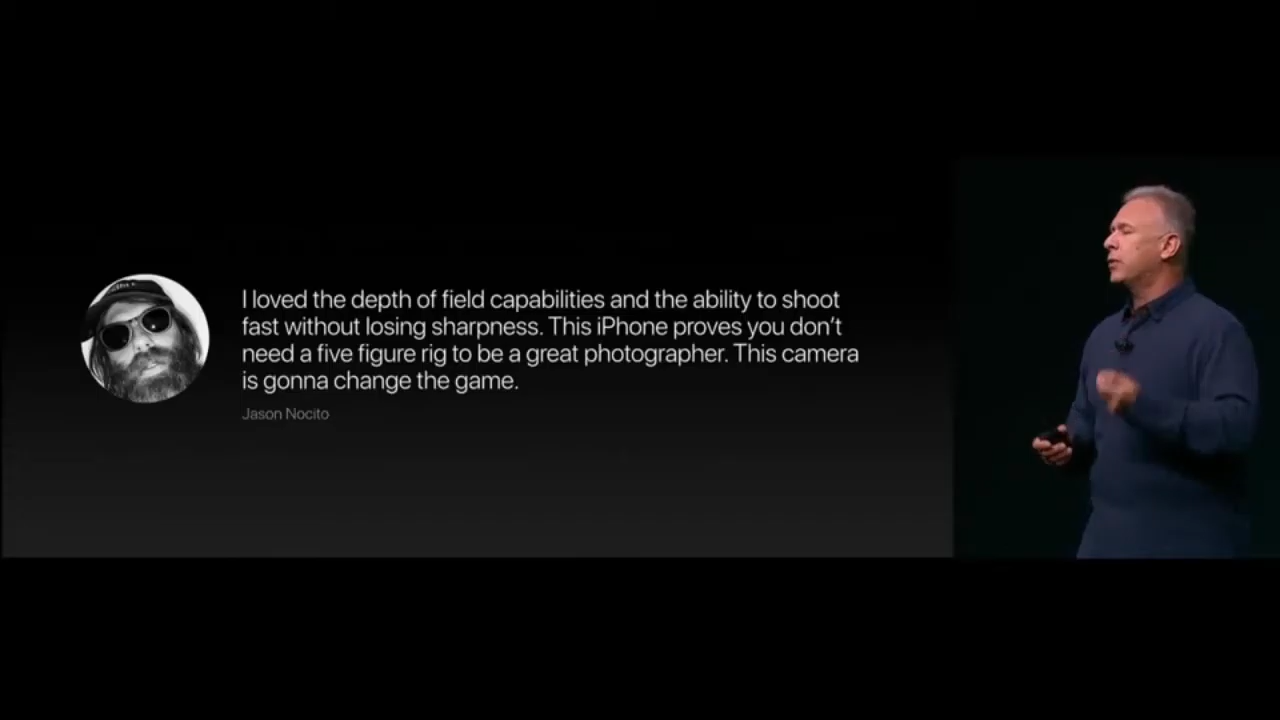 I loved the depth of field capabilities and the ability to shoot
fast without losing sharpness. This iPhone proves you don’t
need a five figure rig to be a great photographer. This camera
is gonna change the game.
Jason Nocito